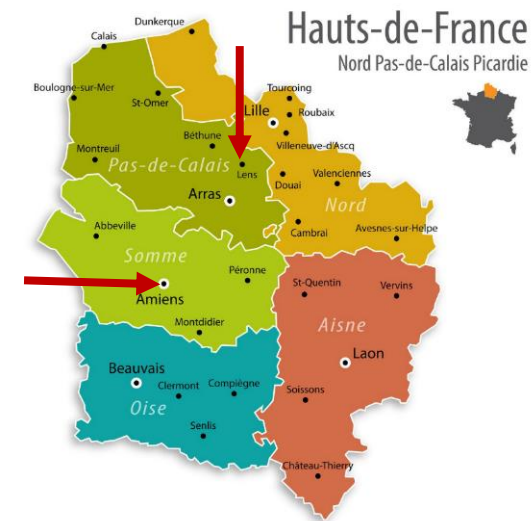 Hauts-de-France
Nord Pas-de-Calais Picardie
Dunkerque
Calais
Boulogne-sur-Mer
St-Omer
Tourcoing
Lille
Roubaix
Villeneuve-d'Ascq
Béthune
Montreuil
Pas-de-Calais
Lens
Douai
Valenciennes
Arras
Nord
Abbeville
Cambrai
Avesnes-sur-Helpe
Somme
Péronne
St-Quentin
Vervins
Amiens
Montdidier
Aisne
Laon
Beauvais
Clermont
Compiègne
Soissons
Oise
Senlis
Château-Thierry